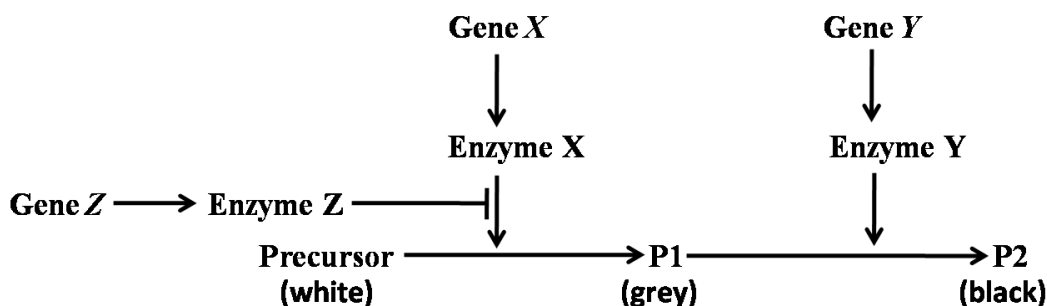 Gene X
Gene Y
Enzyme X
Enzyme Y
Gene Z
Enzyme Z
Precursor
P1
P2
(white)
(grey)
(black)